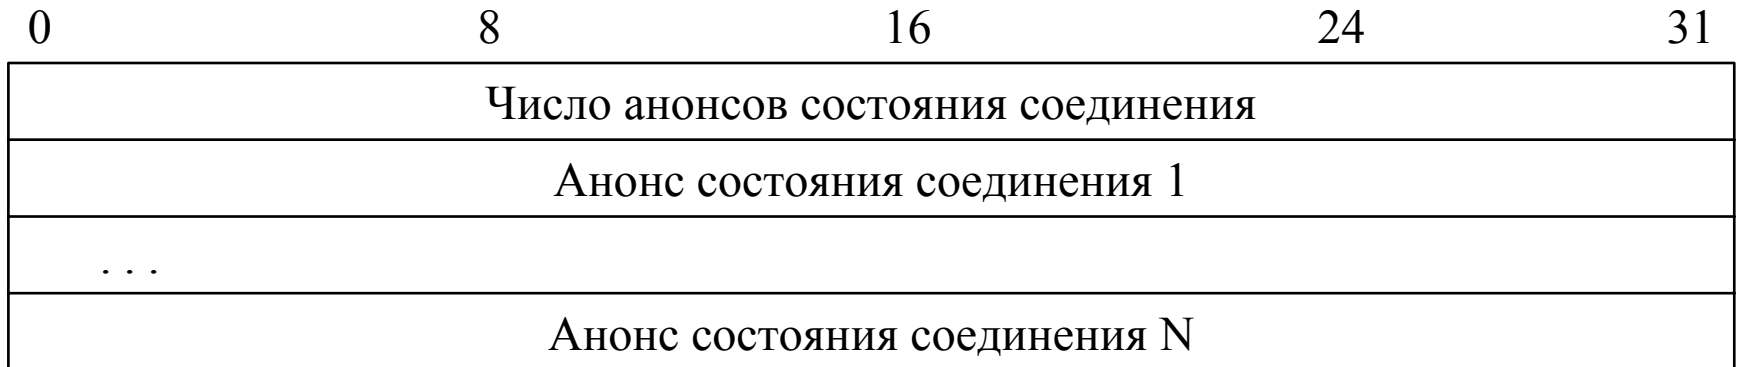 0 8 16 24 31
Число анонсов состояния соединения
Анонс состояния соединения 1
. . .
Анонс состояния соединения N